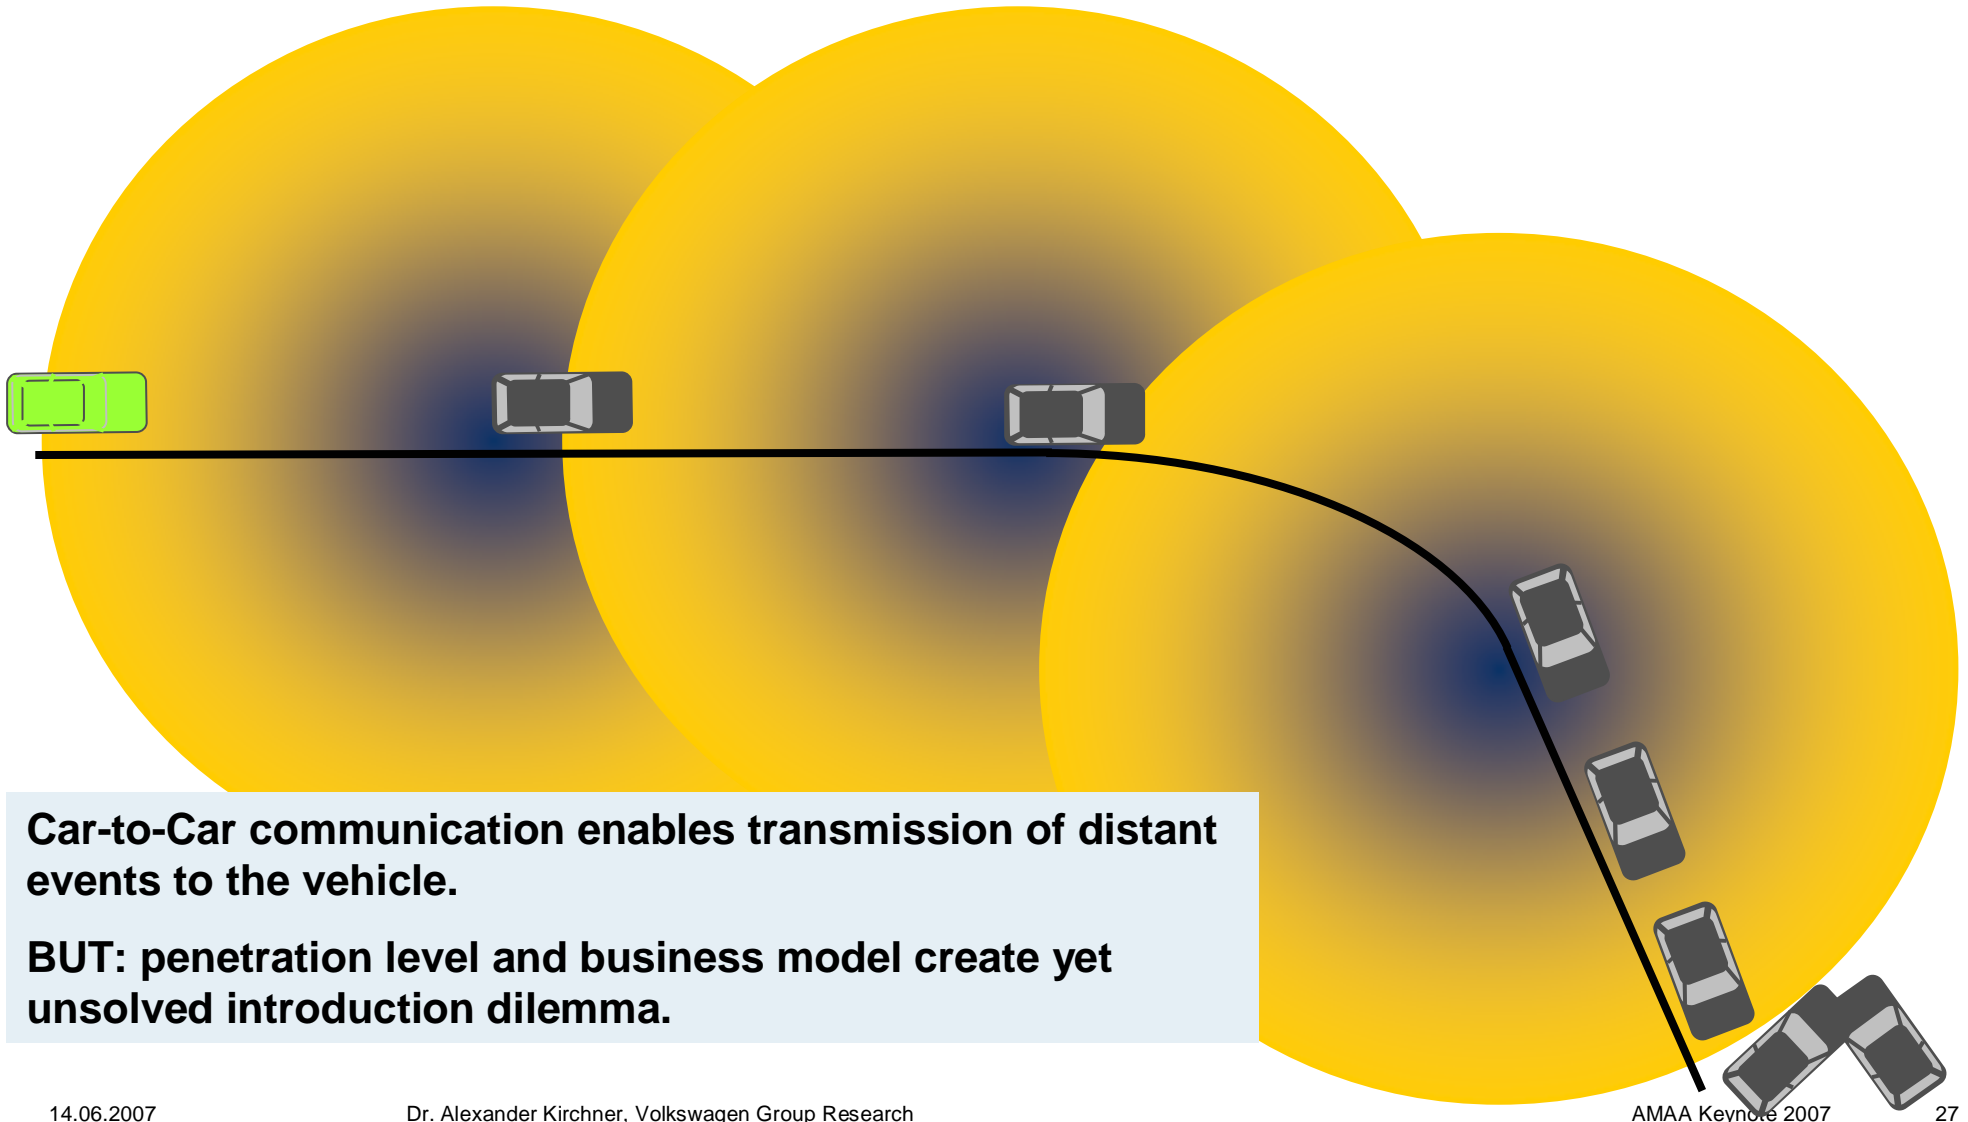 Car-to-Car communication enables transmission of distant
events to the vehicle.
BUT: penetration level and business model create yet
unsolved introduction dilemma.
14.06.2007
Dr. Alexander Kirchner, Volkswagen Group Research
AMAA Keynote 2007
27